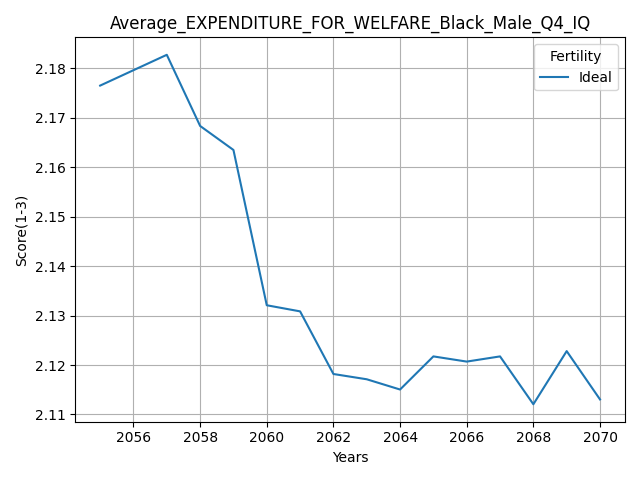 Average_EXPENDITURE_FOR_WELFARE_Black_Male_Q4_IQ
Fertility
Ideal
Score(1-3)
2.18
2.17
2.16
2.15
2.14
2.13
2.12
2.11
2056 2058 2060 2062 2064 2066 2068 2070
Years